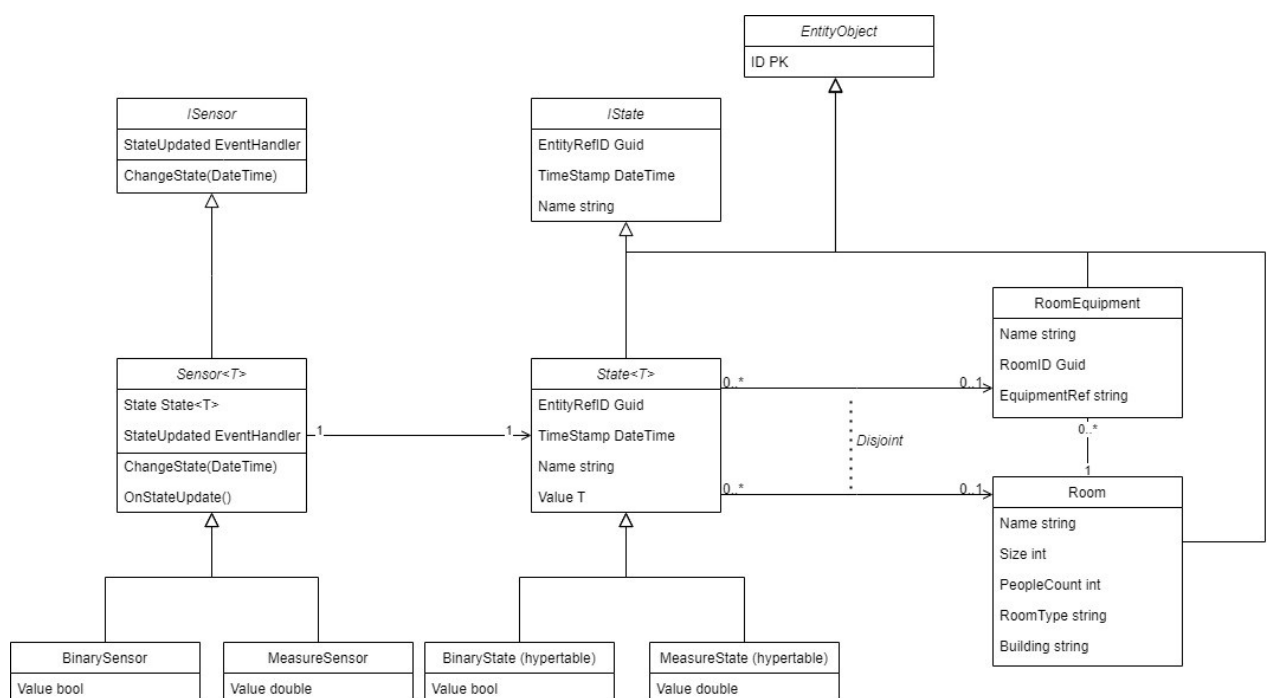 EntityObject
ID PK
ISensor
StateUpdated EventHandler
ChangeState(DateTime)
IState
EntityRefID Guid
TimeStamp DateTime
Name string
RoomEquipment
Name string
RoomID Guid
EquipmentRef string
Sensor<T>
State State<T>
StateUpdated EventHandler
ChangeState(DateTime)
OnStateUpdate()
1
1
State<T>
EntityRefID Guid
TimeStamp DateTime
Name string
Value T
0..*
0..1
Disjoint
0..*
0..1
0..*
1
Room
Name string
Size int
PeopleCount int
RoomType string
Building string
BinarySensor
Value bool
MeasureSensor
Value double
BinaryState (hypertable)
Value bool
MeasureState (hypertable)
Value double